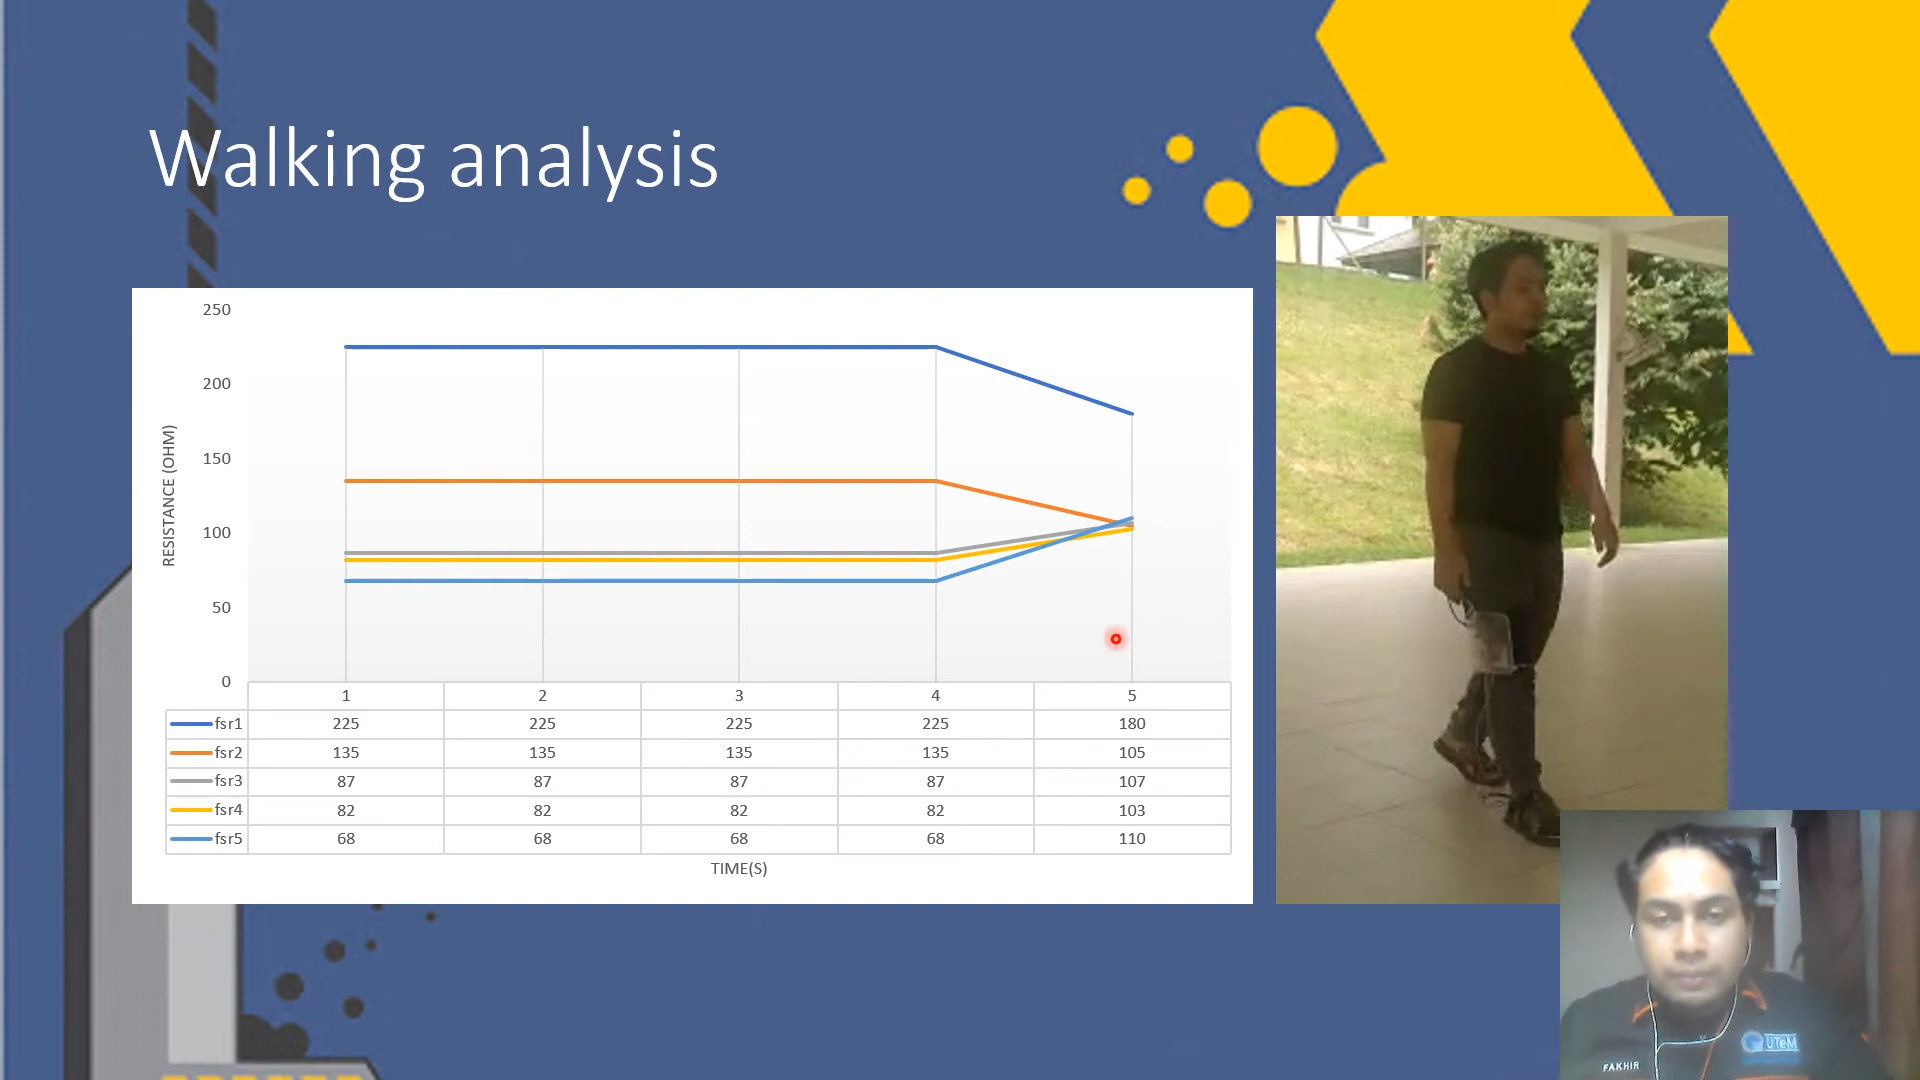 Walking analysis
250
200
150
100
50
0
RESISTANCE (OHM)
1 2 3 4 5
fsr1 225 225 225 225 180
fsr2 135 135 135 135 105
fsr3 87 87 87 87 107
fsr4 82 82 82 82 103
fsr5 68 68 68 68 110
TIME(S)
FAKHIR
UTeM